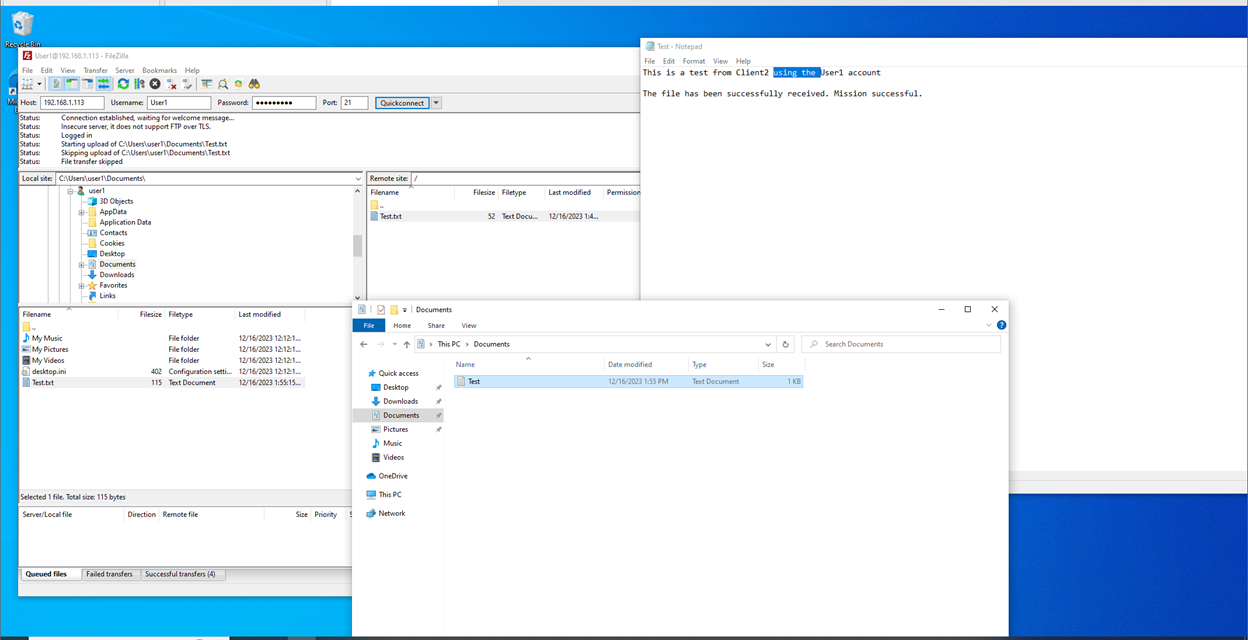 Recycle Bin
User1@192.168.1.113 - FileZilla
File Edit View Transfer Server Bookmarks Help
Host: 192.168.1.113 Username: User1 Password: ●●●●●●●●● Port: 21 Quickconnect
Status: Connection established, waiting for welcome message...
Status: Insecure server, it does not support FTP over TLS.
Status: Logged in
Status: Starting upload of C:\Users\user1\Documents\Test.txt
Status: Skipping upload of C:\Users\user1\Documents\Test.txt
Status: File transfer skipped
Local site: C:\Users\user1\Documents\
user1
3D Objects
AppData
Application Data
Contacts
Cookies
Desktop
Documents
Downloads
Favorites
Links
Remote site: /
Filename Filesize Filetype Last modified Permission
..
Test.txt 52 Text Docu... 12/16/2023 1:4...
Filename Filesize Filetype Last modified
..
My Music File folder 12/16/2023 12:12:1...
My Pictures File folder 12/16/2023 12:12:1...
My Videos File folder 12/16/2023 12:12:1...
desktop.ini 402 Configuration setti... 12/16/2023 12:12:1...
Test.txt 115 Text Document 12/16/2023 1:55:15...
Selected 1 file. Total size: 115 bytes
Server/Local file Direction Remote file Size Priority S
Queued files Failed transfers Successful transfers (4)
Test - Notepad
File Edit Format View Help
This is a test from Client2 using the User1 account
The file has been successfully received. Mission successful.
Documents
File Home Share View
This PC Documents
Search Documents
Quick access
Desktop
Downloads
Documents
Pictures
Music
Videos
OneDrive
This PC
Network
Name Date modified Type Size
Test 12/16/2023 1:55 PM Text Document 1 KB